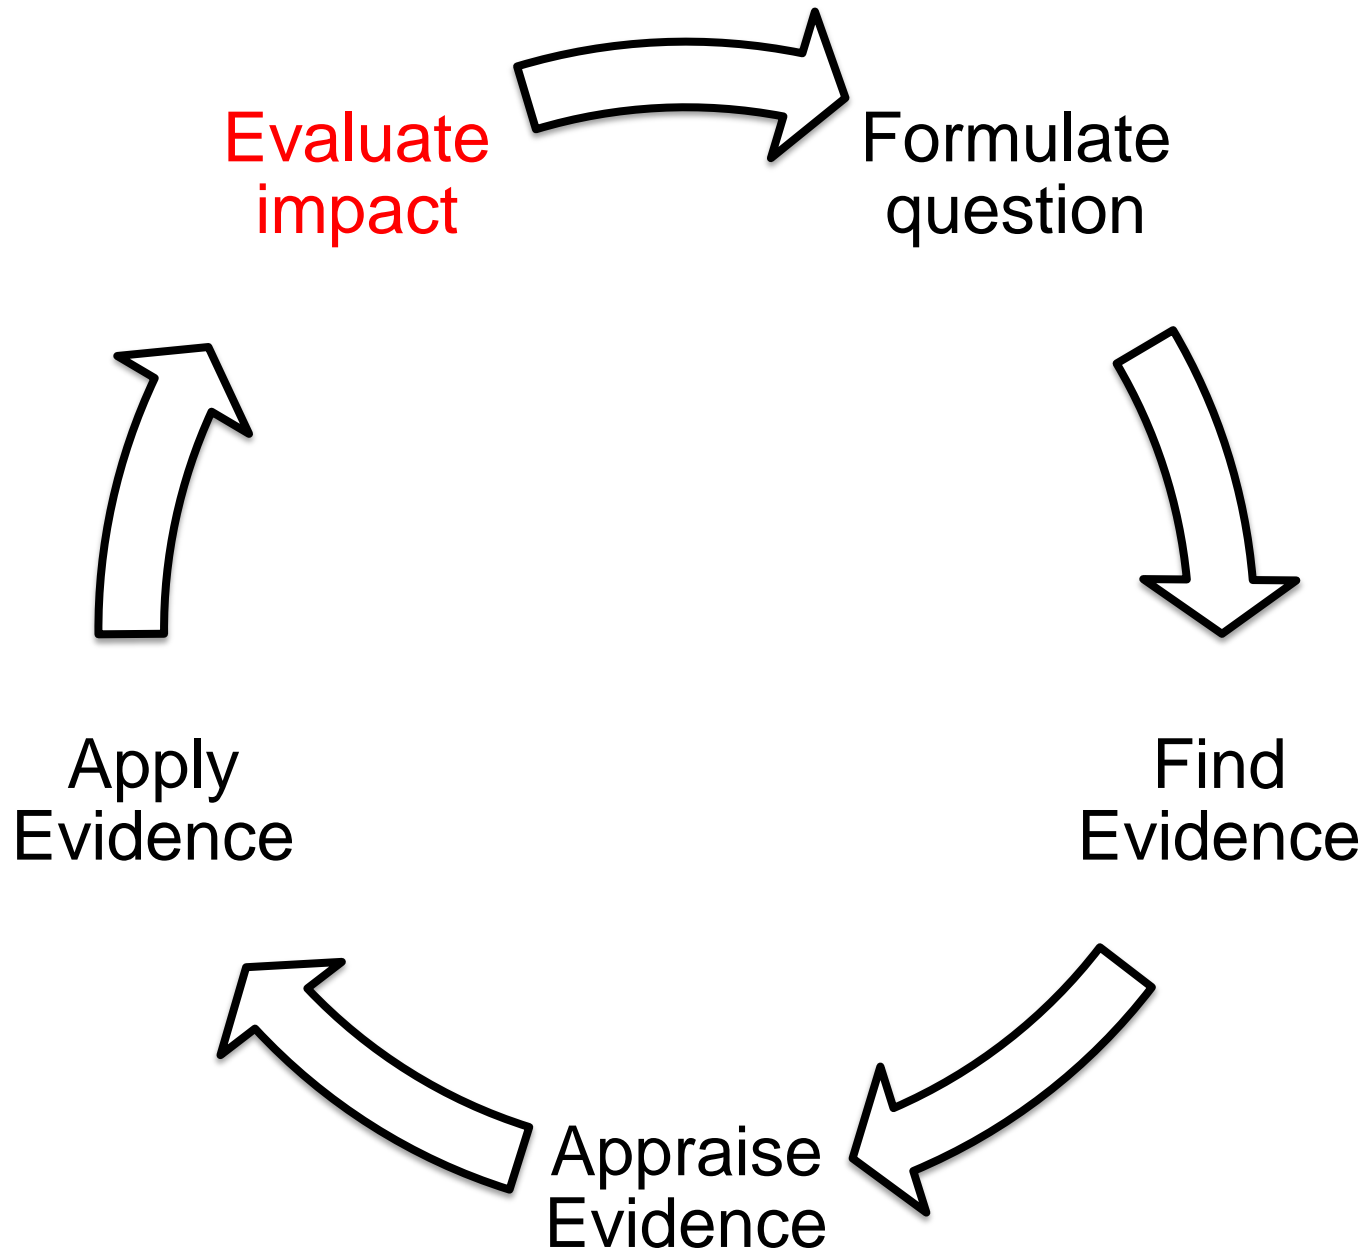 Evaluate
impact
Formulate
question
Find
Evidence
Appraise
Evidence
Apply
Evidence